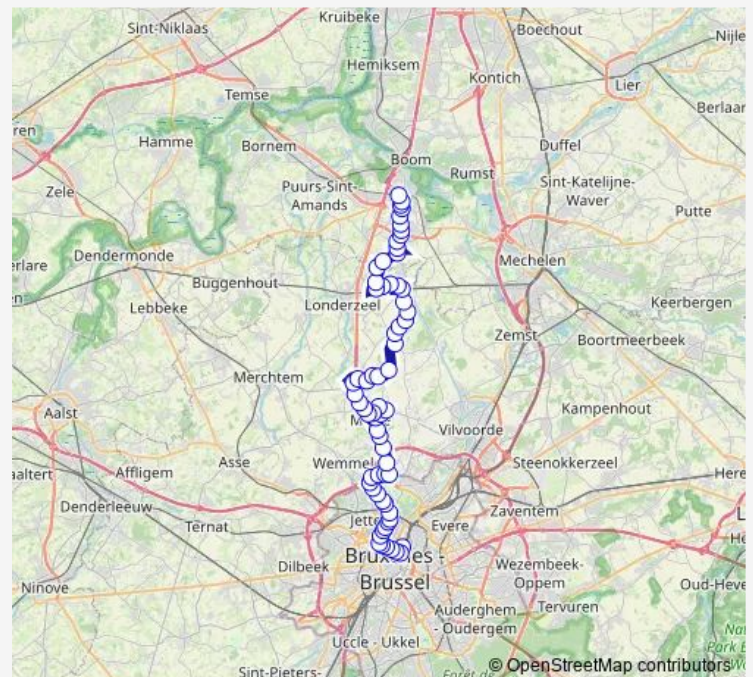 Kruibeke
Sint-Niklaas
Boechout
Nijle
Hemiksem
Kontich
Lier
Temse
Berlaar
ren
Hamme
Bornem
Boom
Duffel
Rumst
Zele
Puurs-Sint-
Amands
Sint-Katelijne-
Waver
Putte
Dendermonde
Mechelen
erlare
Buggenhout
Londerzeel
Keerbergen
Lebbeke
Zemst
Boortmeerbeek
Merchtem
Aalst
Kampenhout
Vilvoorde
aaltert
Affligem
Asse
Wemmel
Steenokkerzeel
Here
Denderleeuw
Zaventem
Ternat
Jette
Evere
Dilbeek
Bruxelles -
Brussel
Wezembeek-
Oppem
Ninove
Oud-Heve
Auderghem
- Oudergem
Tervuren
Uccle - Ukkel
Sint-Pieters-
© OpenStreetMap contributors